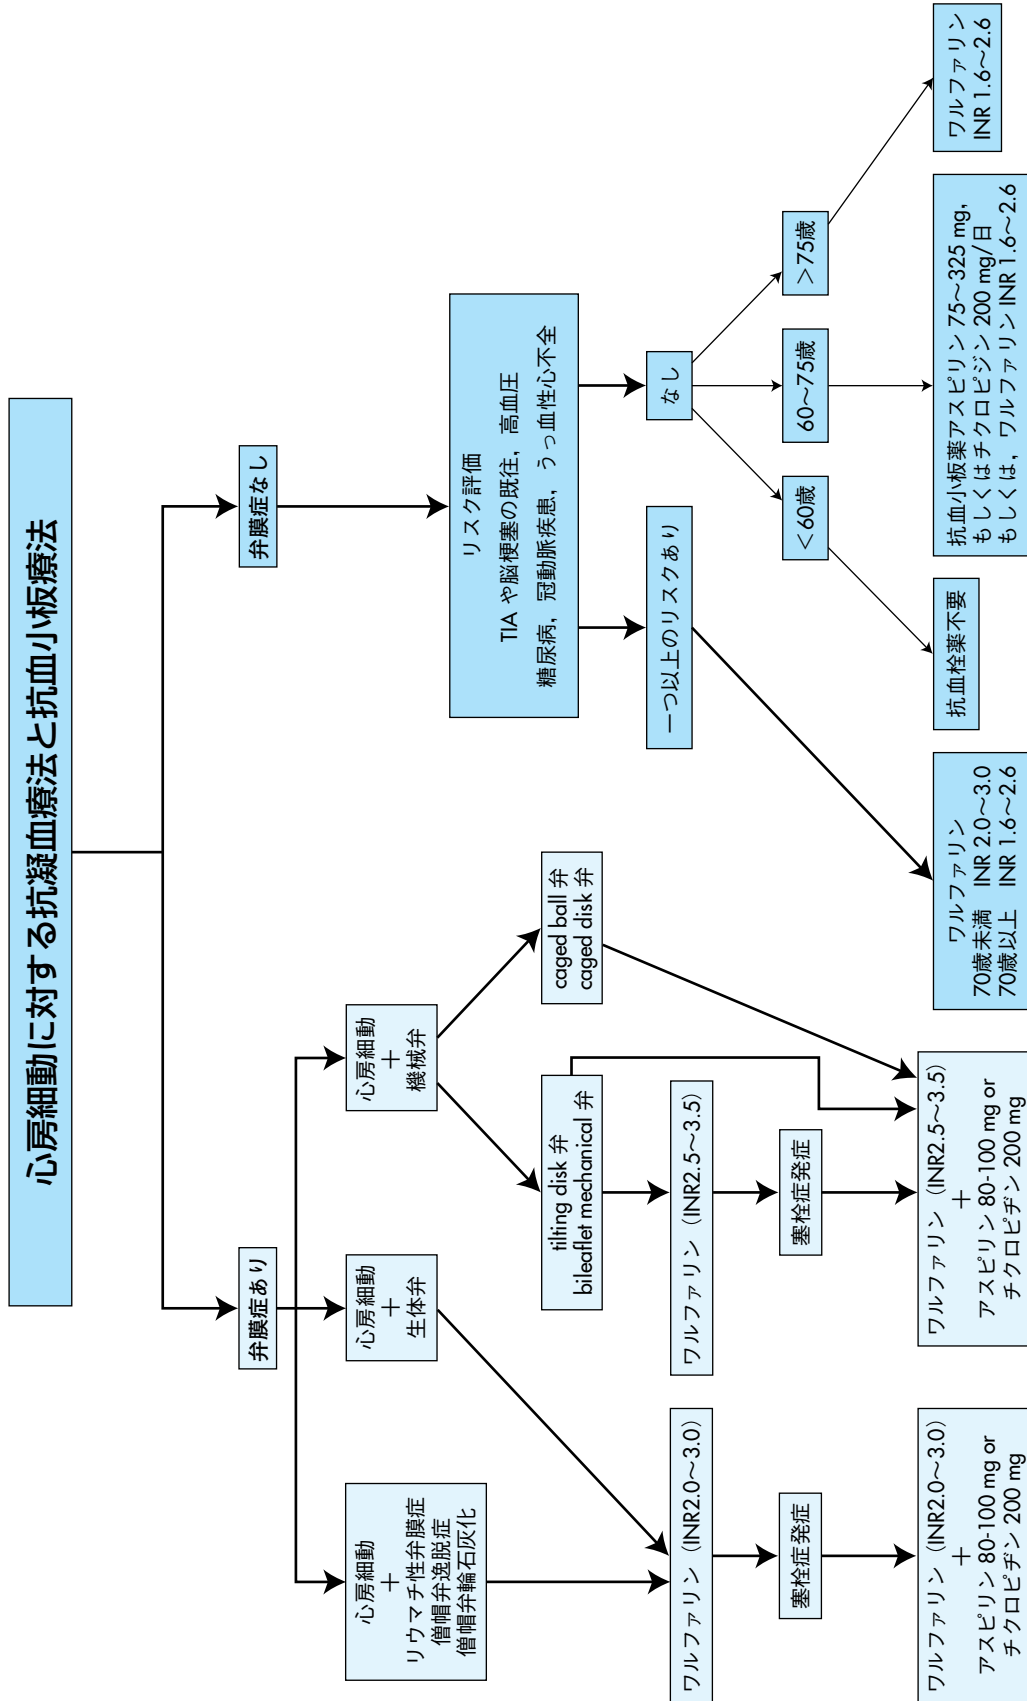 心房細動に対する抗凝血療法と抗血小板療法
弁膜症あり
心房細動
＋
リウマチ性弁膜症
僧帽弁逸脱症
僧帽弁輪石灰化
心房細動
＋
生体弁
心房細動
＋
機械弁
tilting disk 弁
bileaflet mechanical 弁
caged ball 弁
caged disk 弁
ワルファリン（INR2.0〜3.0）
ワルファリン（INR2.5〜3.5）
塞栓症発症
塞栓症発症
ワルファリン（INR2.0〜3.0）
＋
アスピリン 80-100 mg or
チクロピヂン 200 mg
ワルファリン（INR2.5〜3.5）
＋
アスピリン 80-100 mg or
チクロピヂン 200 mg
弁膜症なし
リスク評価
TIA や脳梗塞の既往，高血圧
糖尿病，冠動脈疾患，うっ血性心不全
一つ以上のリスクあり
なし
＜60歳
60〜75歳
＞75歳
ワルファリン
70歳未満 INR 2.0〜3.0
70歳以上 INR 1.6〜2.6
抗血栓薬不要
抗血小板薬アスピリン 75〜325 mg，
もしくはチクロピジン 200 mg/日
もしくは，ワルファリン INR 1.6〜2.6
ワルファリン
INR 1.6〜2.6